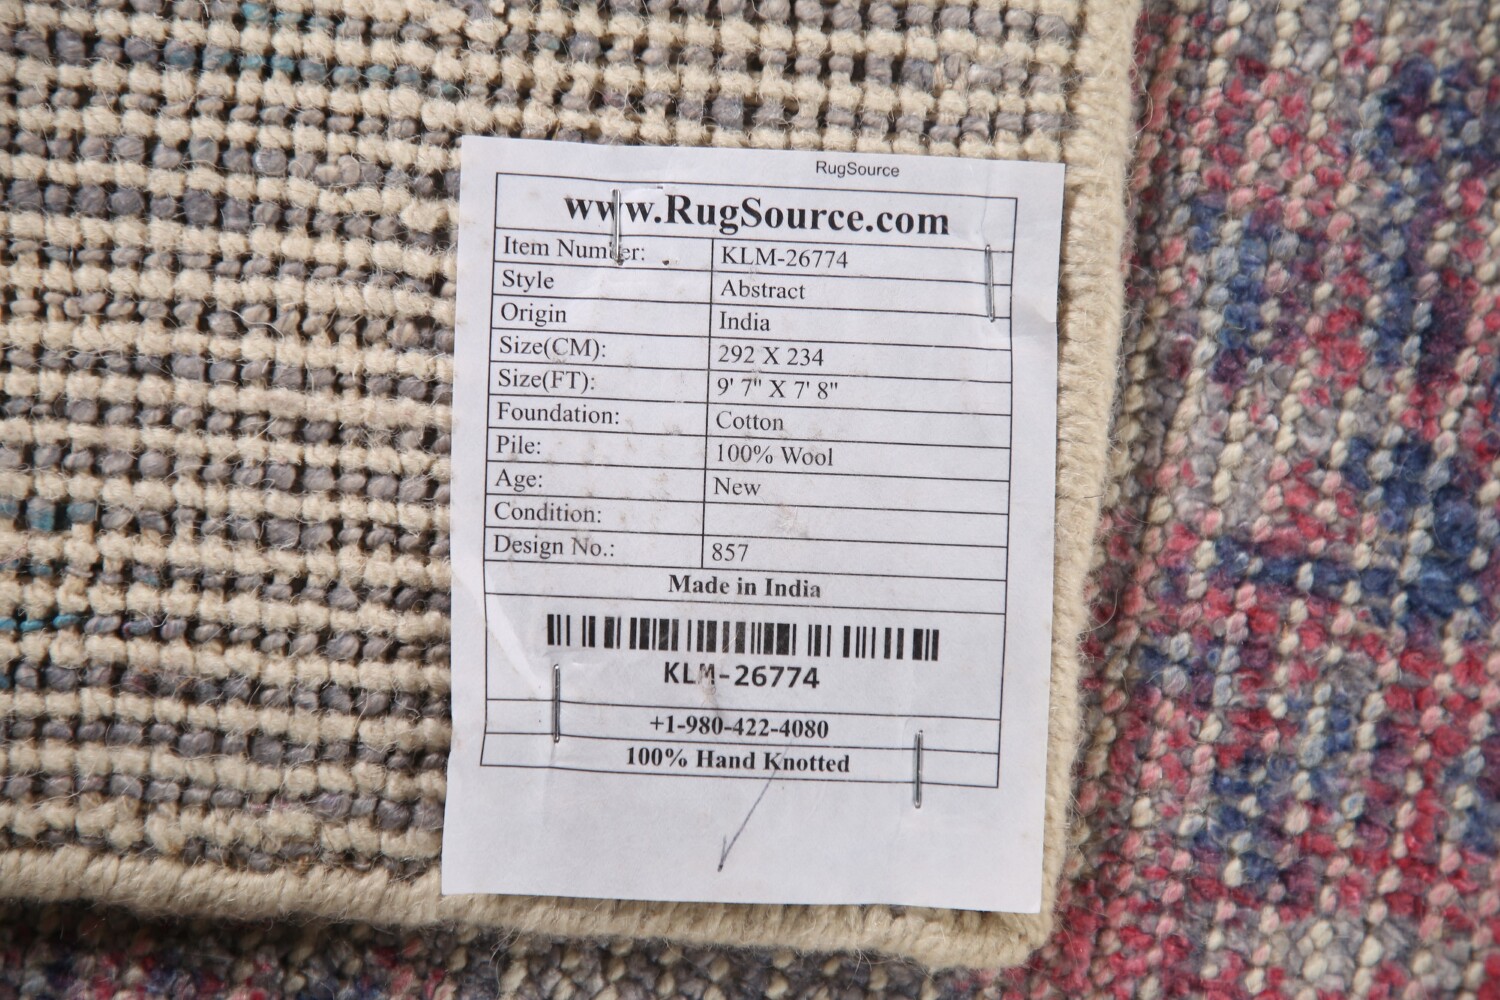 RugSource
www.RugSource.com
Item Number: KLM-26774
Style Abstract
Origin India
Size(CM): 292 X 234
Size(FT): 9' 7" X 7' 8"
Foundation: Cotton
Pile: 100% Wool
Age: New
Condition:
Design No.: 857
Made in India
KLM-26774
+1-980-422-4080
100% Hand Knotted